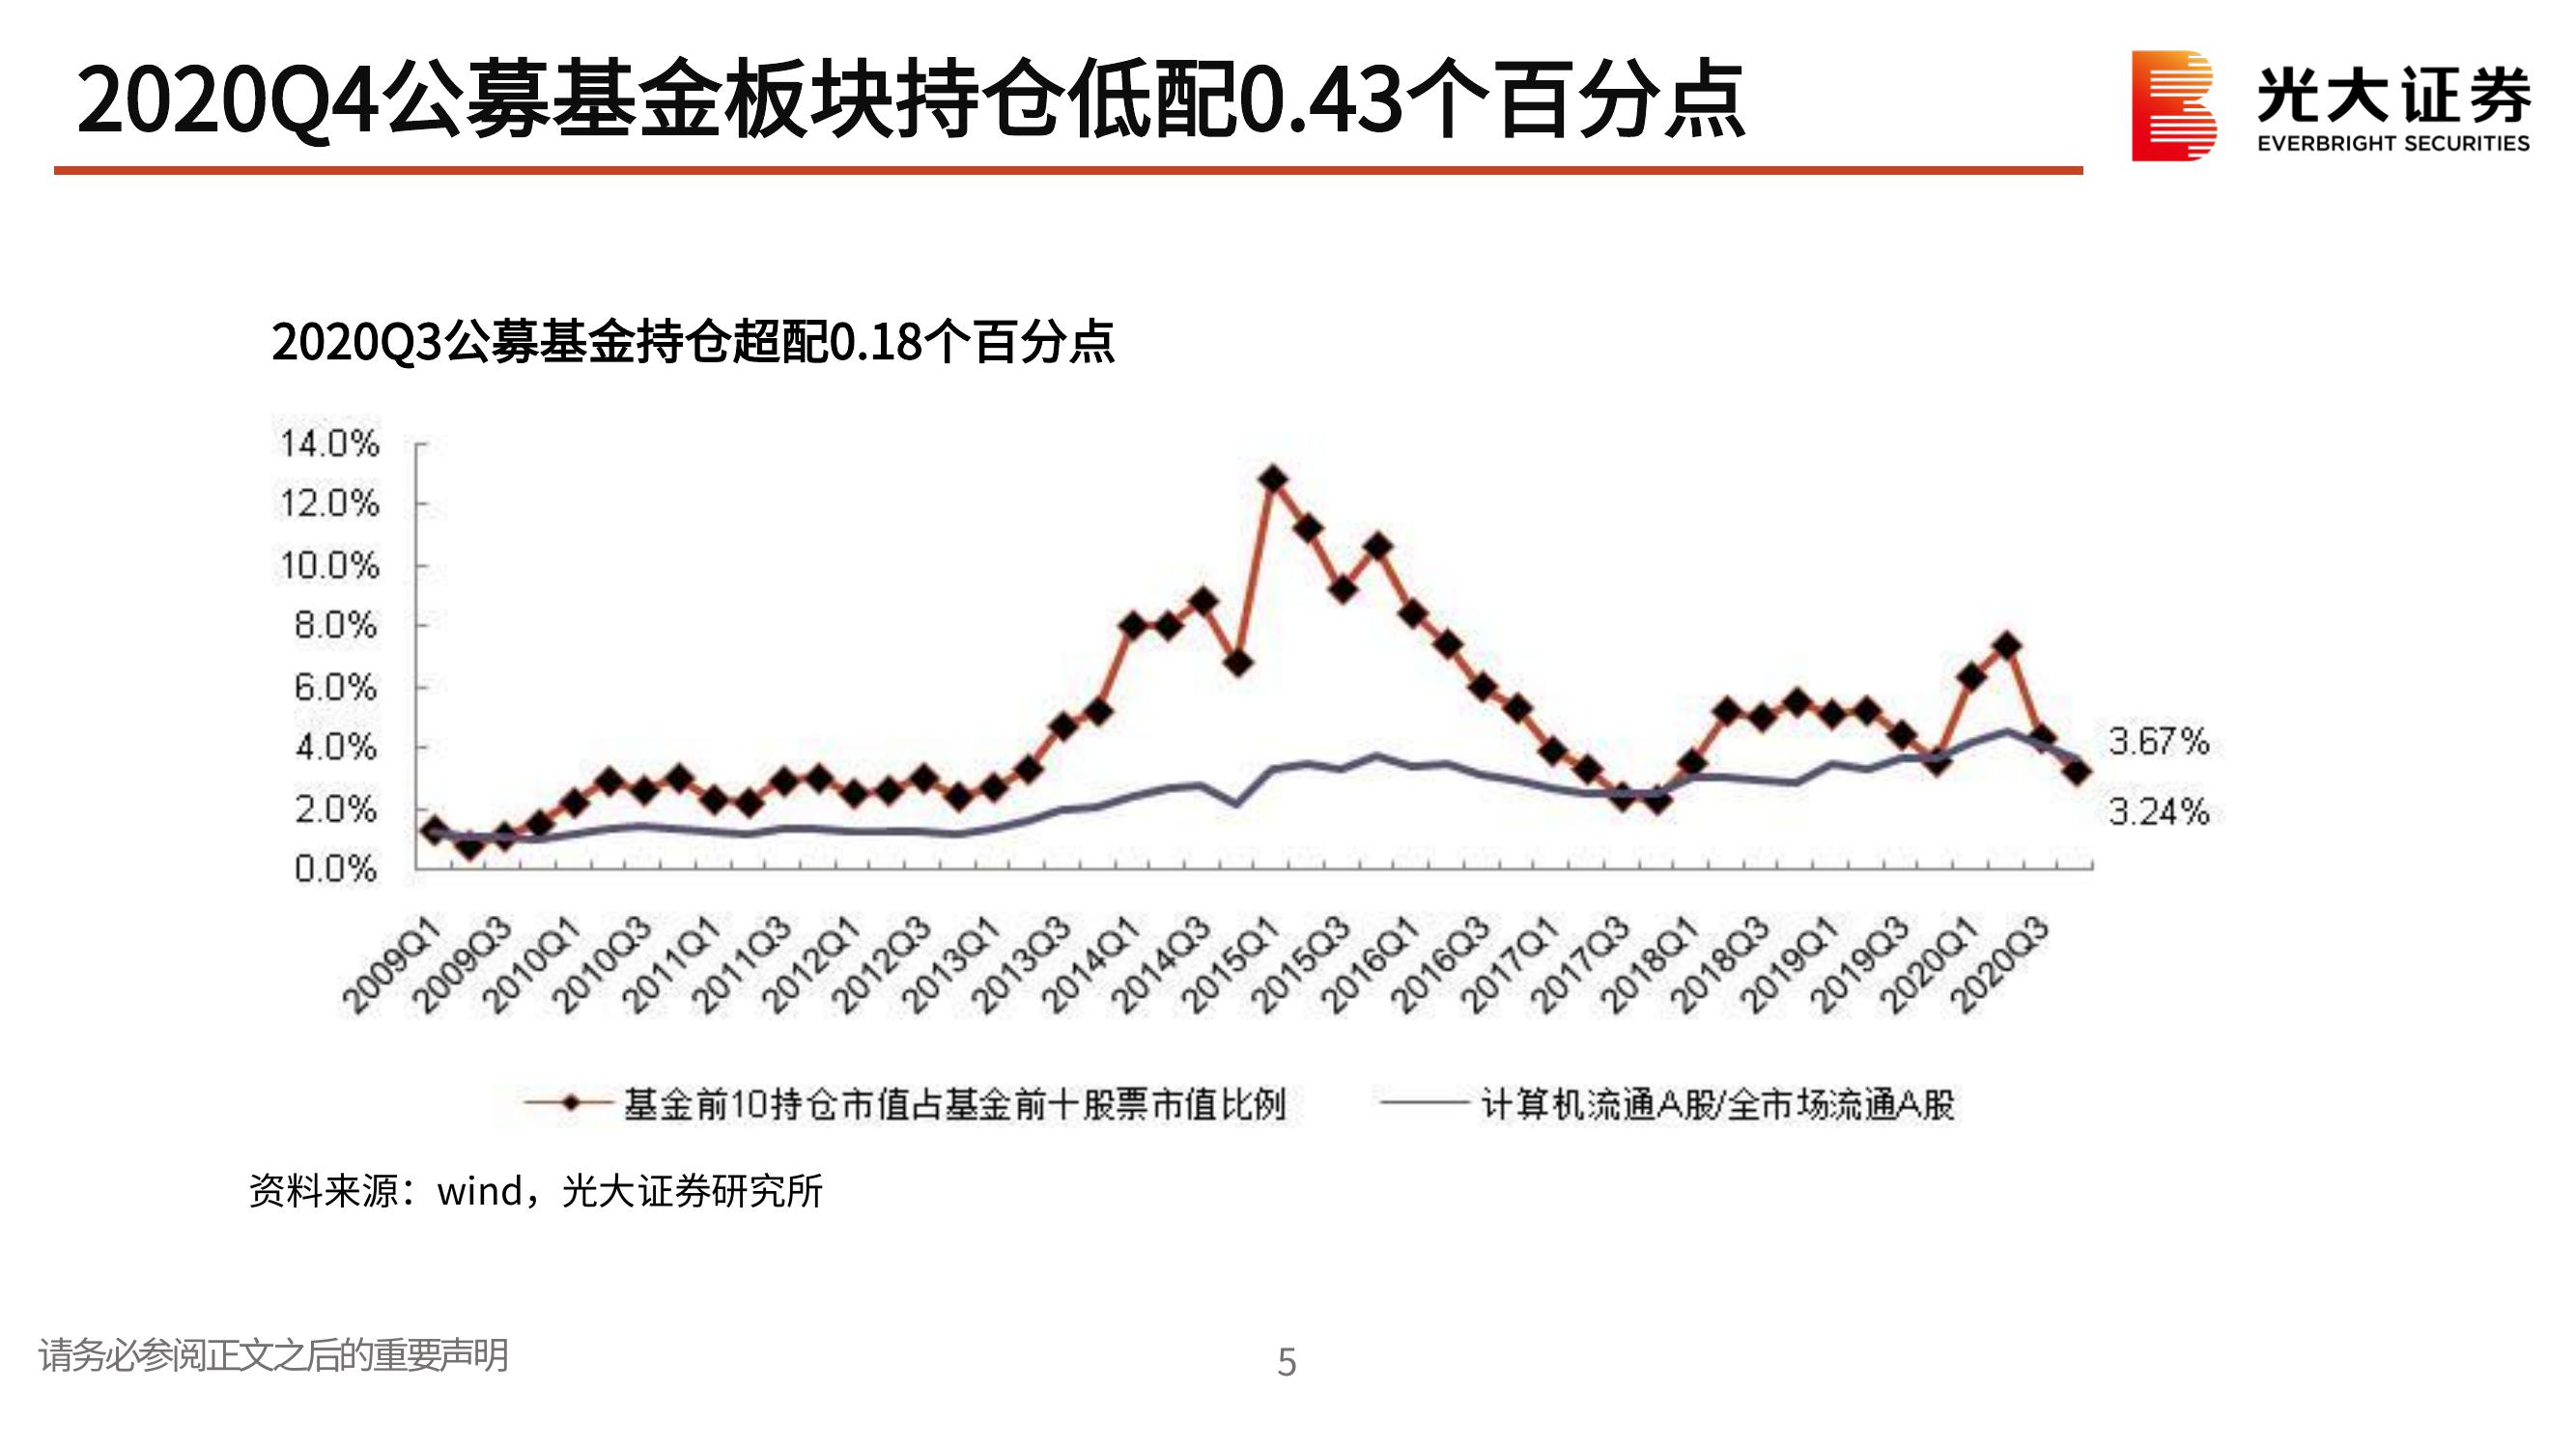 2020Q4公募基金板块持仓低配0.43个百分点
光大证券
EVERBRIGHT SECURITIES
2020Q3公募基金持仓超配0.18个百分点
14.0%
12.0%
10.0%
8.0%
6.0%
4.0%
2.0%
0.0%
3.67%
3.24%
2009Q1
2009Q3
2010Q1
2010Q3
2011Q1
2011Q3
2012Q1
2012Q3
2013Q1
2013Q3
2014Q1
2014Q3
2015Q1
2015Q3
2016Q1
2016Q3
2017Q1
2017Q3
2018Q1
2018Q3
2019Q1
2019Q3
2020Q1
2020Q3
基金前10持仓市值占基金前十股票市值比例
计算机流通A股/全市场流通A股
资料来源：wind，光大证券研究所
请务必参阅正文之后的重要声明
5